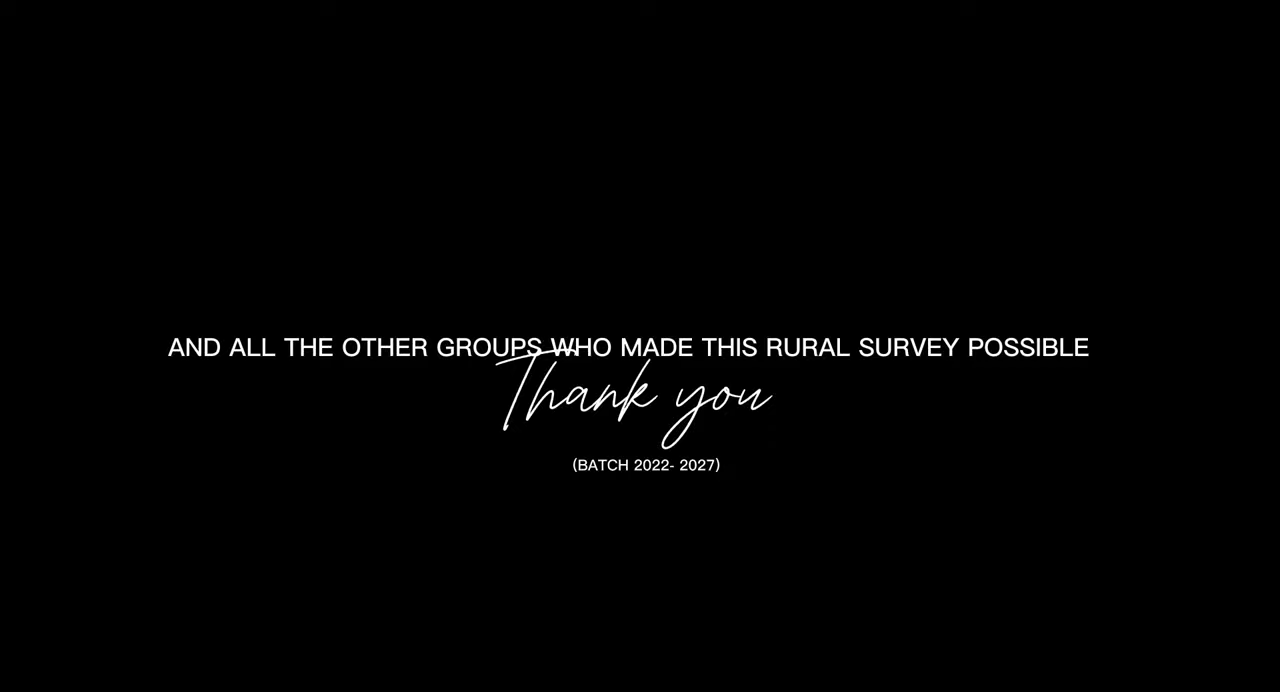 AND ALL THE OTHER GROUPS WHO MADE THIS RURAL SURVEY POSSIBLE
Thank you
(BATCH 2022- 2027)